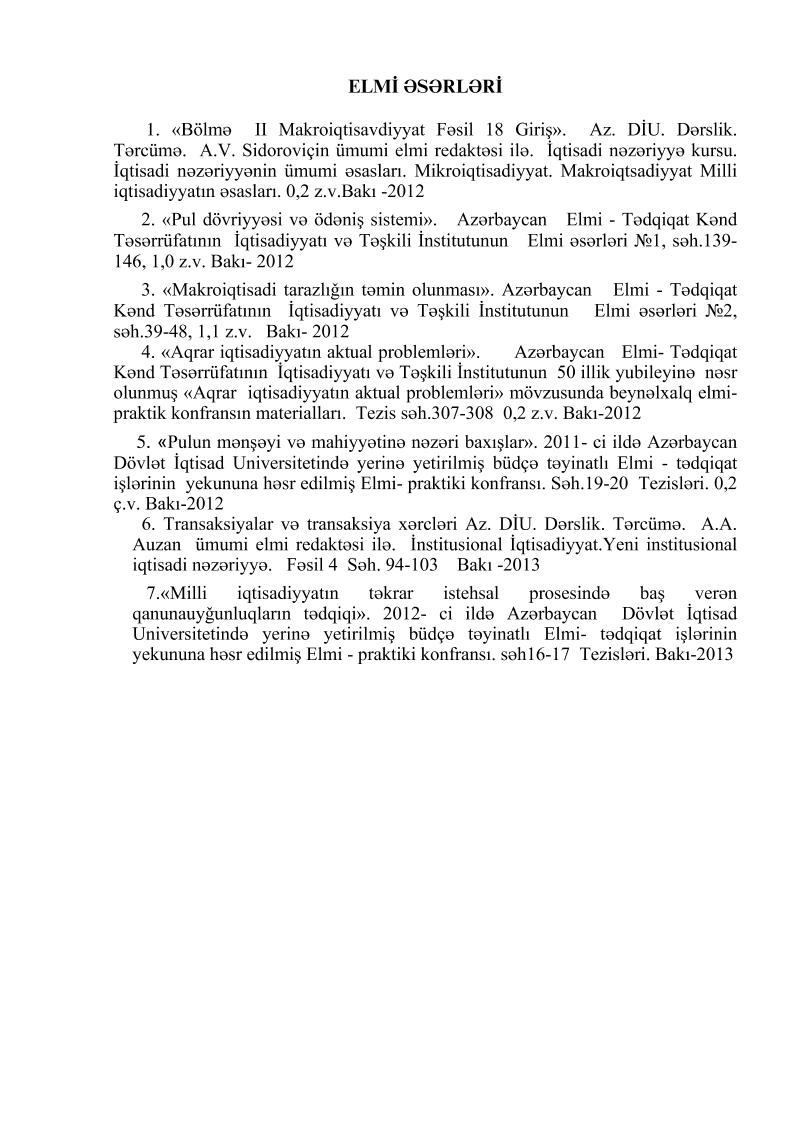 ELMİ ƏSƏRLƏRİ
1. «Bölmə II Makroiqtisavdiyyat Fəsil 18 Giriş». Az. DİU. Dərslik.
Tərcümə. A.V. Sidoroviçin ümumi elmi redaktəsi ilə. İqtisadi nəzəriyyə kursu.
İqtisadi nəzəriyyənin ümumi əsasları. Mikroiqtisadiyyat. Makroiqtsadiyyat Milli
iqtisadiyyatın əsasları. 0,2 z.v.Bakı -2012
2. «Pul dövriyyəsi və ödəniş sistemi». Azərbaycan Elmi - Tədqiqat Kənd
Təsərrüfatının İqtisadiyyatı və Təşkili İnstitutunun Elmi əsərləri №1, səh.139-
146, 1,0 z.v. Bakı- 2012
3. «Makroiqtisadi tarazlığın təmin olunması». Azərbaycan Elmi - Tədqiqat
Kənd Təsərrüfatının İqtisadiyyatı və Təşkili İnstitutunun Elmi əsərləri №2,
səh.39-48, 1,1 z.v. Bakı- 2012
4. «Aqrar iqtisadiyyatın aktual problemləri». Azərbaycan Elmi- Tədqiqat
Kənd Təsərrüfatının İqtisadiyyatı və Təşkili İnstitutunun 50 illik yubileyinə nəsr
olunmuş «Aqrar iqtisadiyyatın aktual problemləri» mövzusunda beynəlxalq elmi-
praktik konfransın materialları. Tezis səh.307-308 0,2 z.v. Bakı-2012
5. «Pulun mənşəyi və mahiyyətinə nəzəri baxışlar». 2011- ci ildə Azərbaycan
Dövlət İqtisad Universitetində yerinə yetirilmiş büdçə təyinatlı Elmi - tədqiqat
işlərinin yekununa həsr edilmiş Elmi- praktiki konfransı. Səh.19-20 Tezisləri. 0,2
ç.v. Bakı-2012
6. Transaksiyalar və transaksiya xərcləri Az. DİU. Dərslik. Tərcümə. A.A.
Auzan ümumi elmi redaktəsi ilə. İnstitusional İqtisadiyyat.Yeni institusional
iqtisadi nəzəriyyə. Fəsil 4 Səh. 94-103 Bakı -2013
7.«Milli iqtisadiyyatın təkrar istehsal prosesində baş verən
qanunauyğunluqların tədqiqi». 2012- ci ildə Azərbaycan Dövlət İqtisad
Universitetində yerinə yetirilmiş büdçə təyinatlı Elmi- tədqiqat işlərinin
yekununa həsr edilmiş Elmi - praktiki konfransı. səh16-17 Tezisləri. Bakı-2013